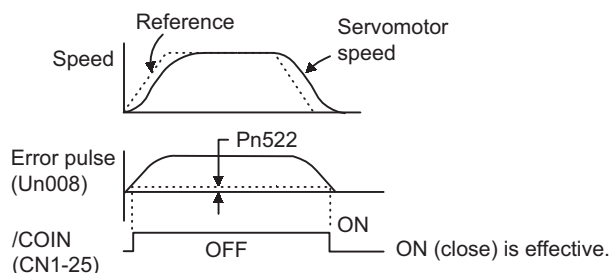 Reference
Servomotor
speed
Speed
Pn522
Error pulse
(Un008)
ON
/COIN
(CN1-25)
OFF
ON (close) is effective.